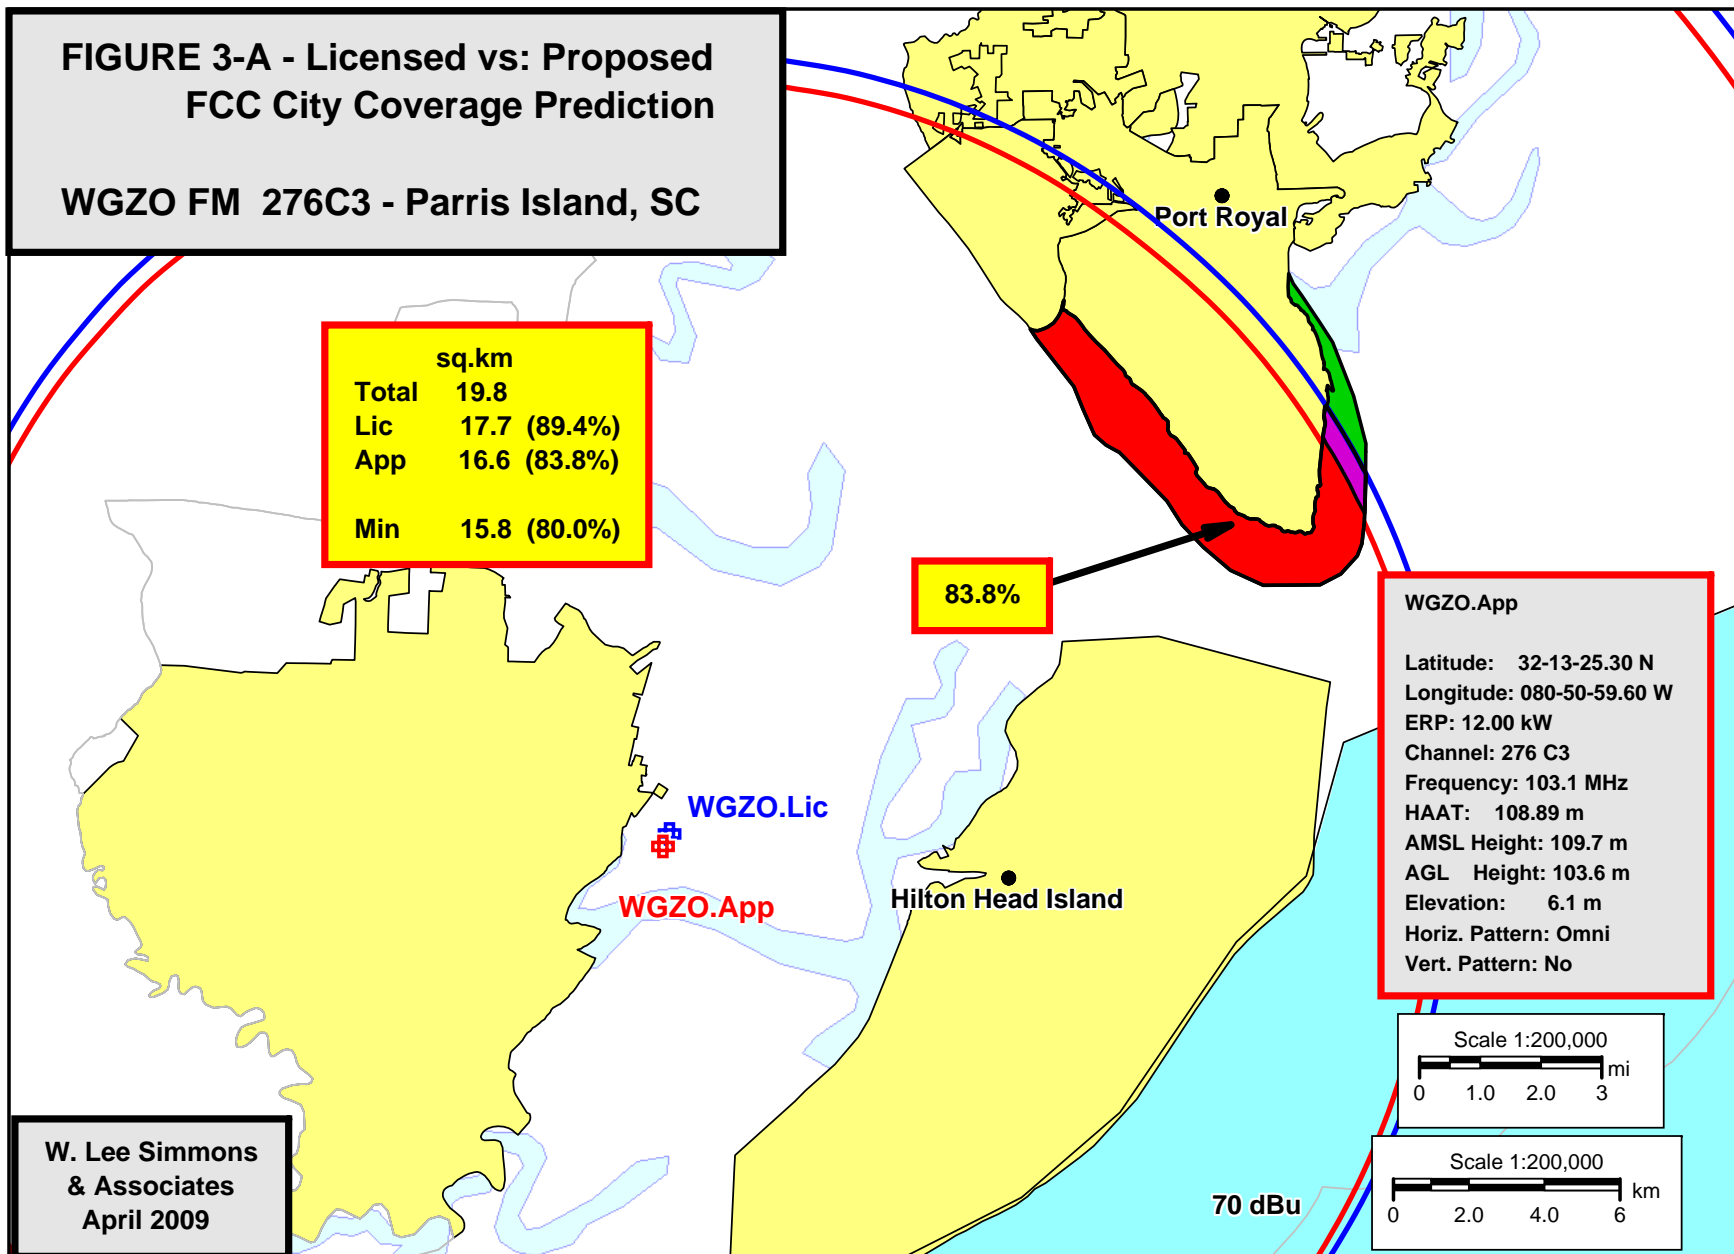 FIGURE 3-A - Licensed vs: Proposed
FCC City Coverage Prediction
WGZO FM 276C3 - Parris Island, SC
Port Royal
sq.km
Total 19.8
Lic 17.7 (89.4%)
App 16.6 (83.8%)
Min 15.8 (80.0%)
83.8%
WGZO.App
Latitude: 32-13-25.30 N
Longitude: 080-50-59.60 W
ERP: 12.00 kW
Channel: 276 C3
Frequency: 103.1 MHz
HAAT: 108.89 m
AMSL Height: 109.7 m
AGL Height: 103.6 m
Elevation: 6.1 m
Horiz. Pattern: Omni
Vert. Pattern: No
WGZO.Lic
WGZO.App
Hilton Head Island
Scale 1:200,000
mi
0 1.0 2.0 3
Scale 1:200,000
km
0 2.0 4.0 6
70 dBu
W. Lee Simmons
& Associates
April 2009